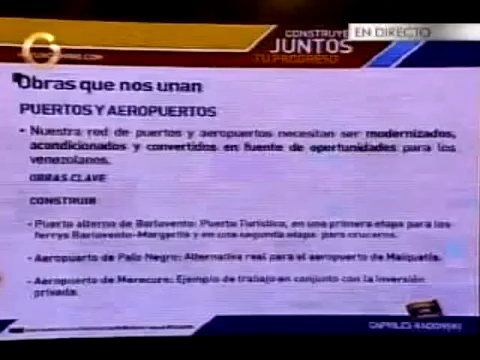 CONSTRUYE
EN DIRECTO
JUNTOS
TU PROGRESO
Obras que nos unan
PUERTOS Y AEROPUERTOS
• Nuestra red de puertos y aeropuertos necesitan ser modernizados,
acondicionados y convertidos en fuente de oportunidades para los
venezolanos.
OBRAS CLAVE
CONSTRUIR
- Puerto alterno de Barlovento: Puerto Turístico, en una primera etapa para los
ferrys Barlovento-Margarita y en una segunda etapa para cruceros.
- Aeropuerto de Palo Negro: Alternativa real para el aeropuerto de Maiquetía.
- Aeropuerto de Maracure: Ejemplo de trabajo en conjunto con la inversión
privada.
CAPRILES RADONSKI